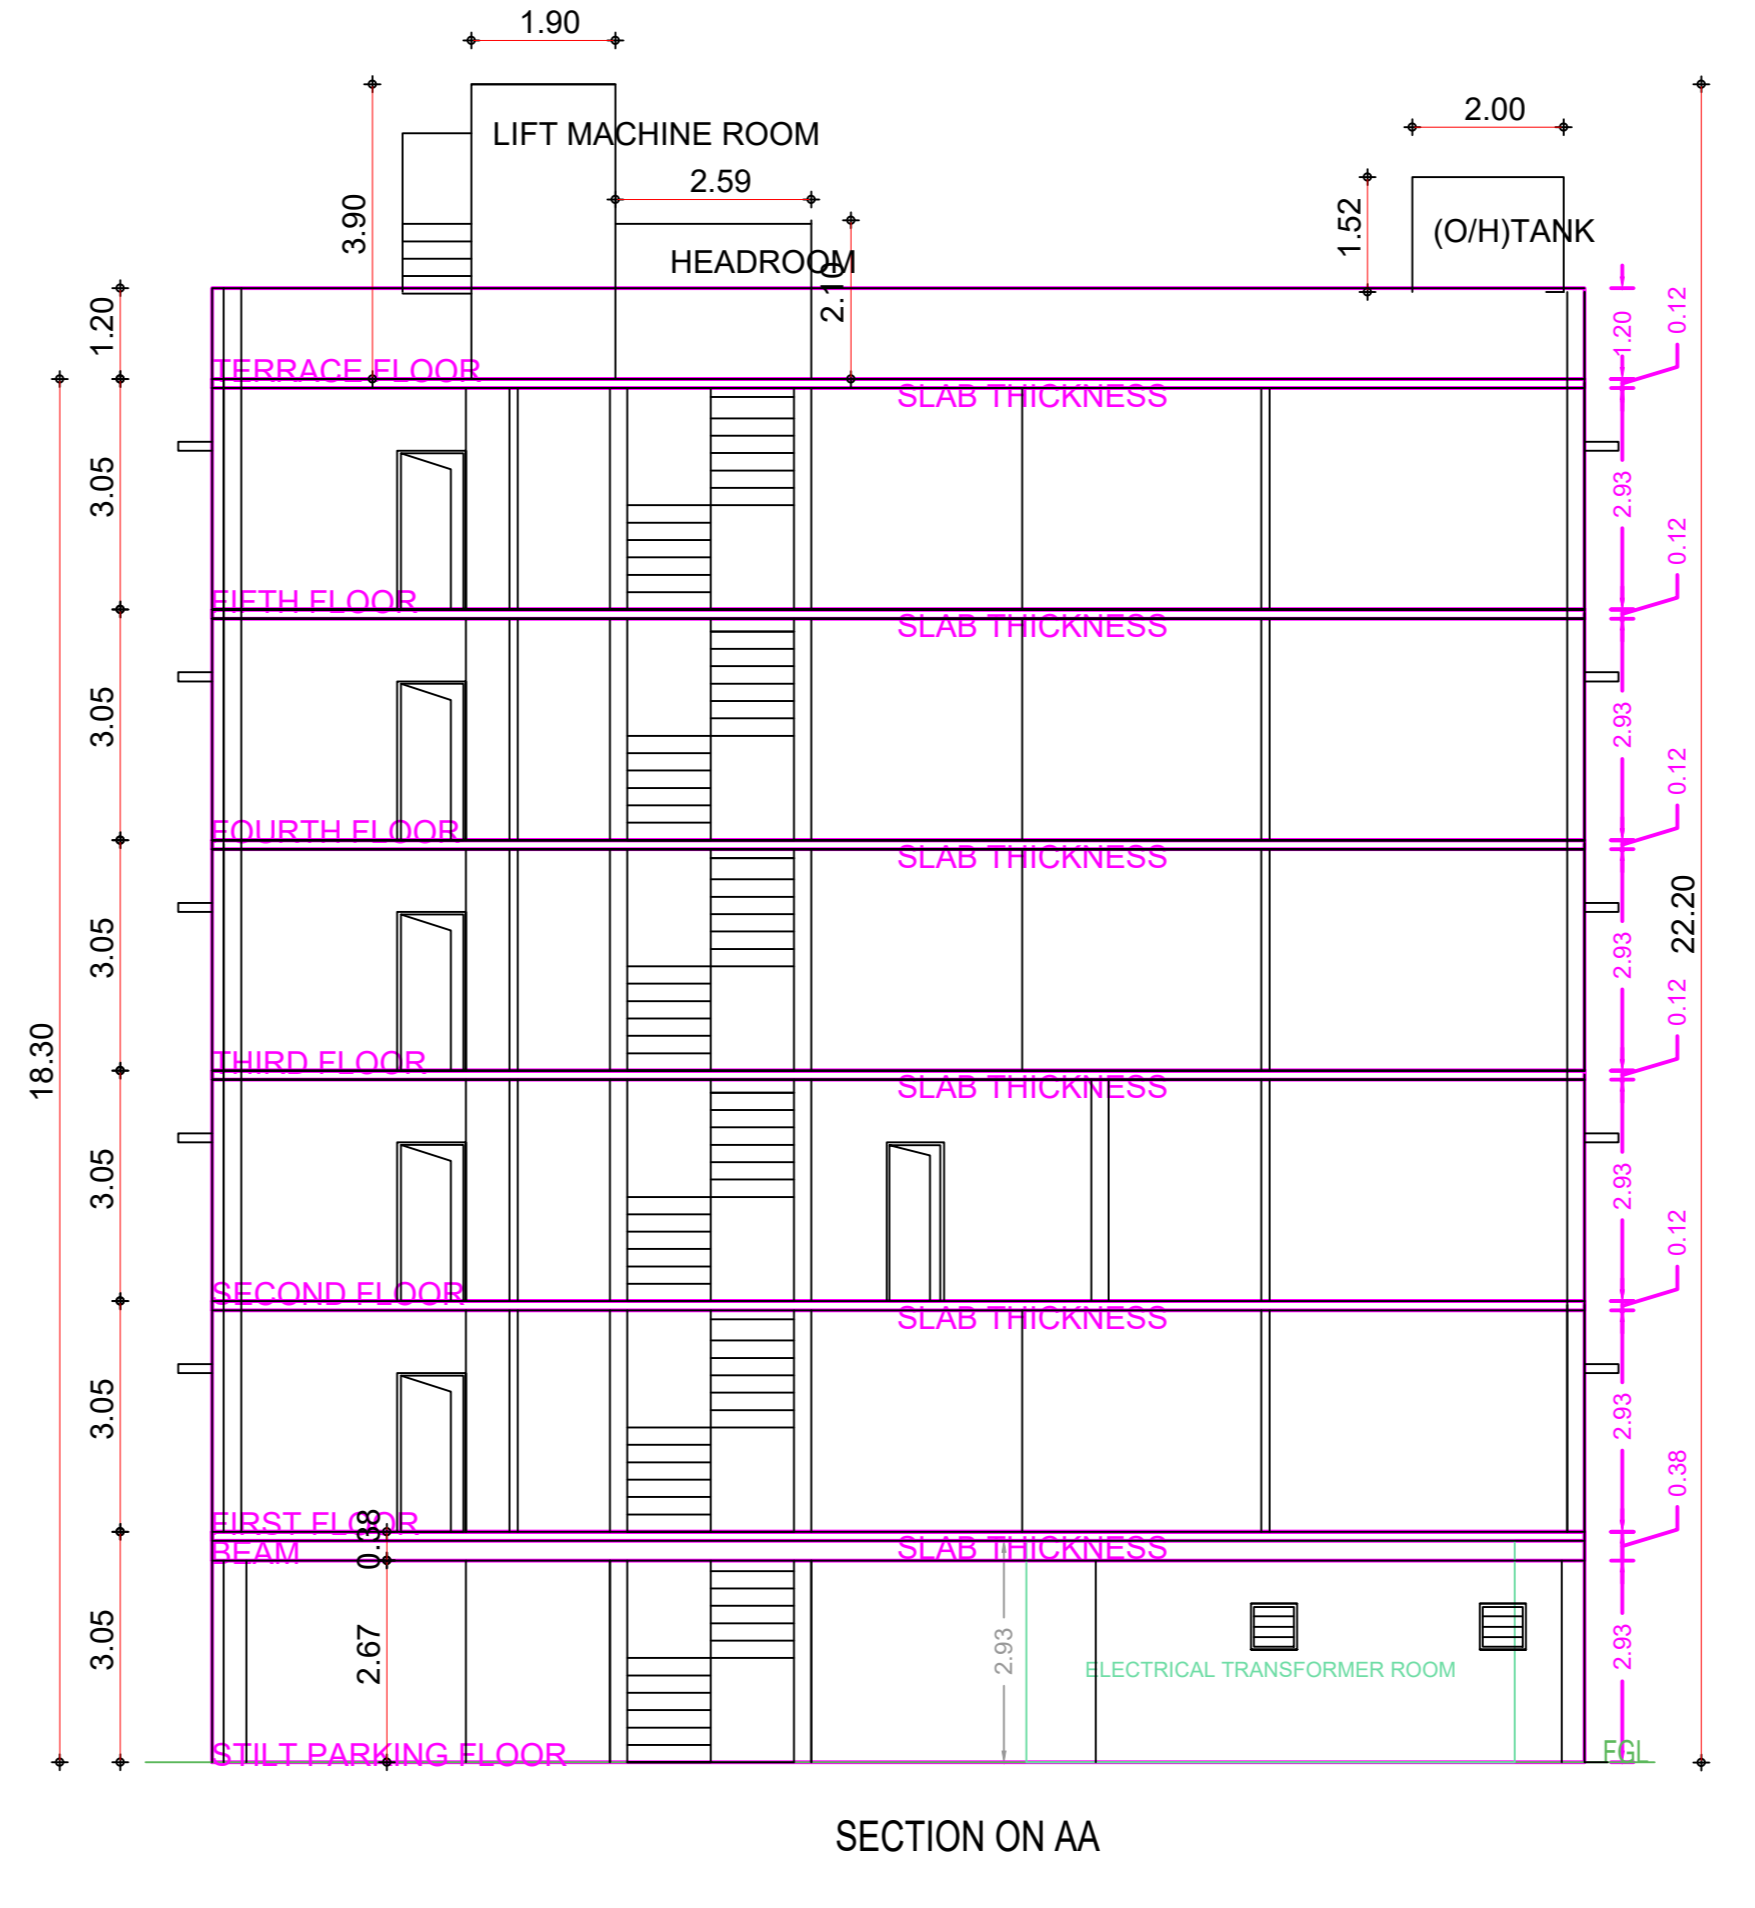 1.90
2.00
LIFT MACHINE ROOM
2.59
3.90
1.52
(O/H)TANK
HEADROOM
2.10
1.20
1.20
0.12
TERRACE FLOOR
SLAB THICKNESS
3.05
2.93
0.12
FIFTH FLOOR
SLAB THICKNESS
3.05
2.93
0.12
FOURTH FLOOR
SLAB THICKNESS
22.20
3.05
2.93
0.12
18.30
THIRD FLOOR
SLAB THICKNESS
3.05
2.93
0.12
SECOND FLOOR
SLAB THICKNESS
3.05
2.93
0.38
FIRST FLOOR
0.38
BEAM
SLAB THICKNESS
3.05
2.67
2.93
ELECTRICAL TRANSFORMER ROOM
2.93
STILT PARKING FLOOR
FGL
SECTION ON AA